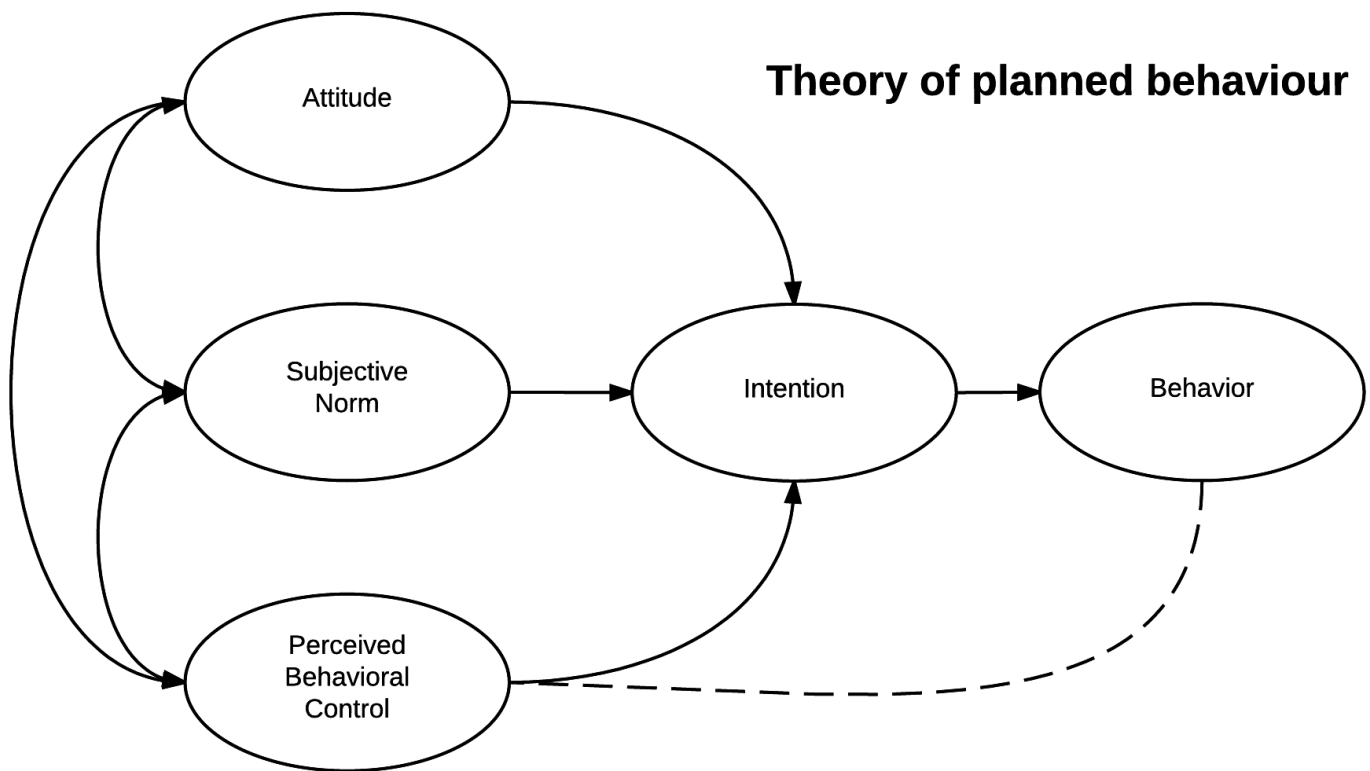 Theory of planned behaviour
Attitude
Subjective
Norm
Intention
Behavior
Perceived
Behavioral
Control